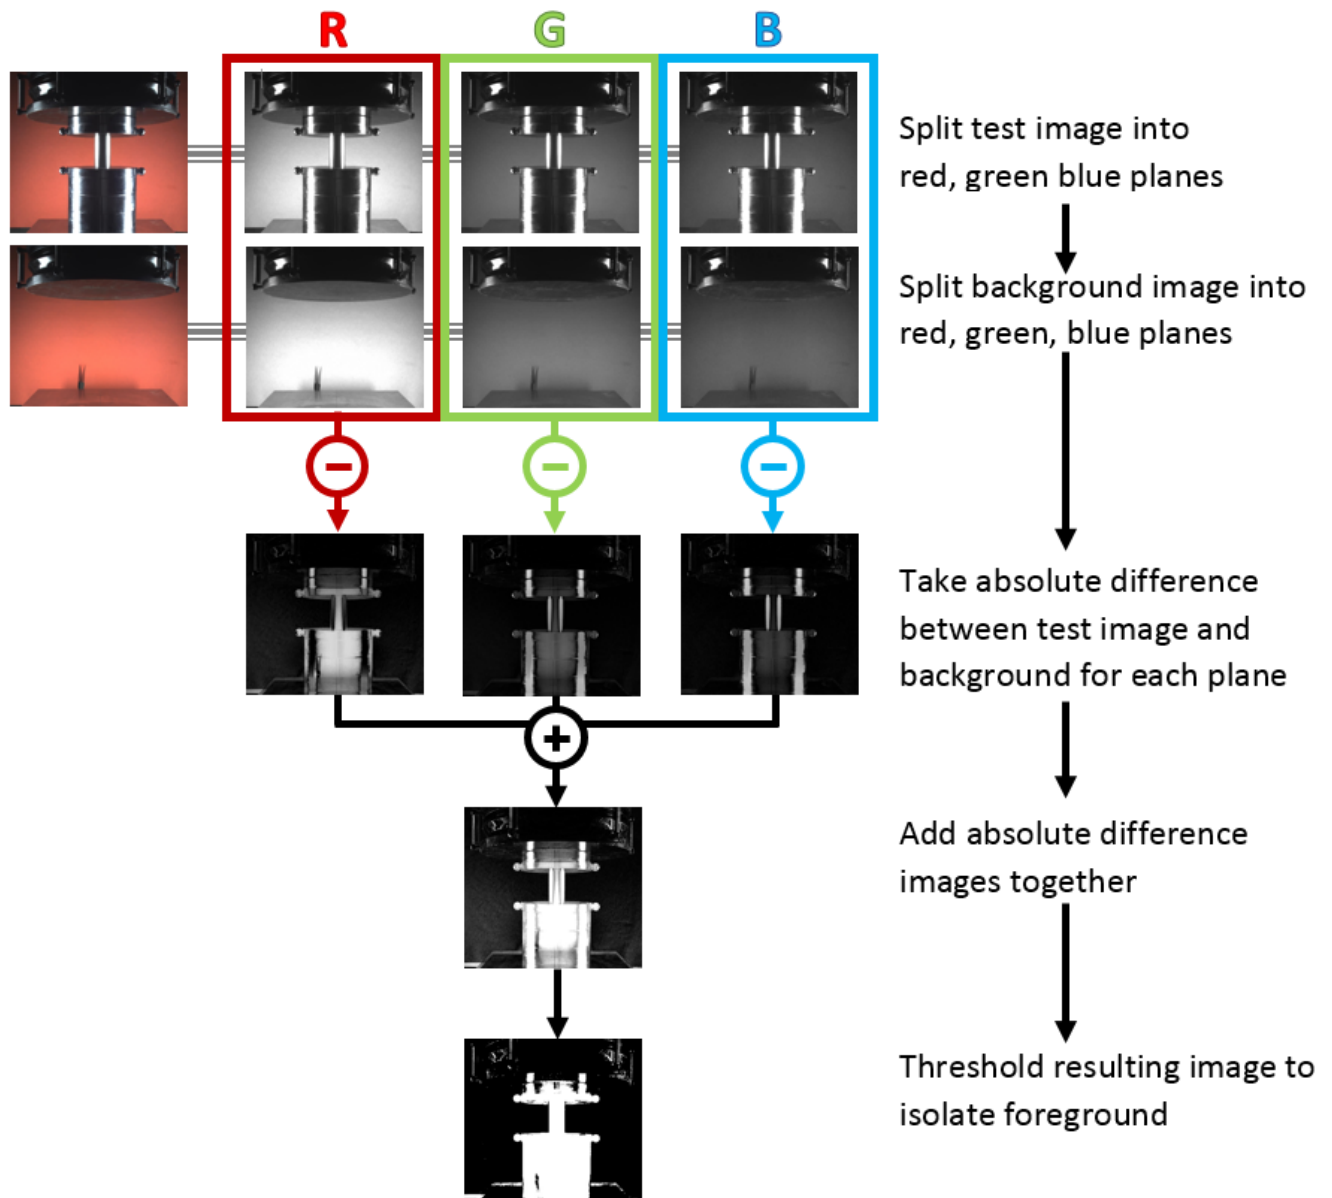 R G B
Split test image into
red, green blue planes
Split background image into
red, green, blue planes
−
−
−
Take absolute difference
between test image and
background for each plane
+
Add absolute difference
images together
Threshold resulting image to
isolate foreground